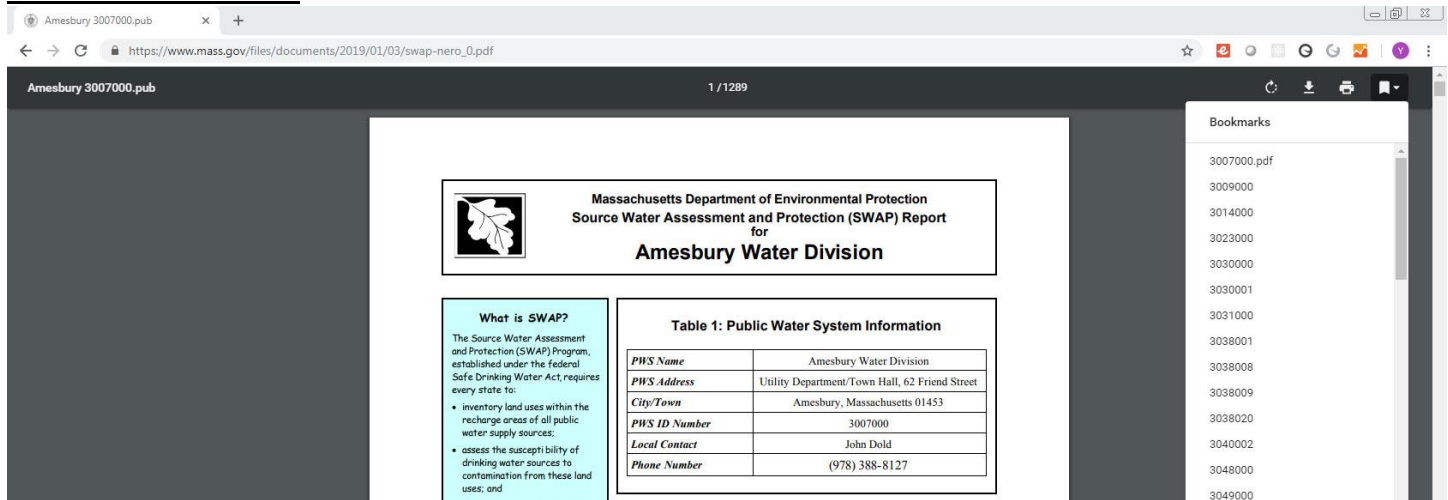 Amesbury 3007000.pub
https://www.mass.gov/files/documents/2019/01/03/swap-nero_0.pdf
Y
Amesbury 3007000.pub
1 / 1289
Bookmarks
3007000.pdf
3009000
3014000
3023000
3030000
3030001
3031000
3038001
3038008
3038009
3038020
3040002
3048000
3049000
Massachusetts Department of Environmental Protection
Source Water Assessment and Protection (SWAP) Report
for
Amesbury Water Division
What is SWAP?
The Source Water Assessment
and Protection (SWAP) Program,
established under the federal
Safe Drinking Water Act, requires
every state to:
• inventory land uses within the
recharge areas of all public
water supply sources;
• assess the suscepti bility of
drinking water sources to
contamination from these land
uses; and
Table 1: Public Water System Information
PWS Name Amesbury Water Division
PWS Address Utility Department/Town Hall, 62 Friend Street
City/Town Amesbury, Massachusetts 01453
PWS ID Number 3007000
Local Contact John Dold
Phone Number (978) 388-8127